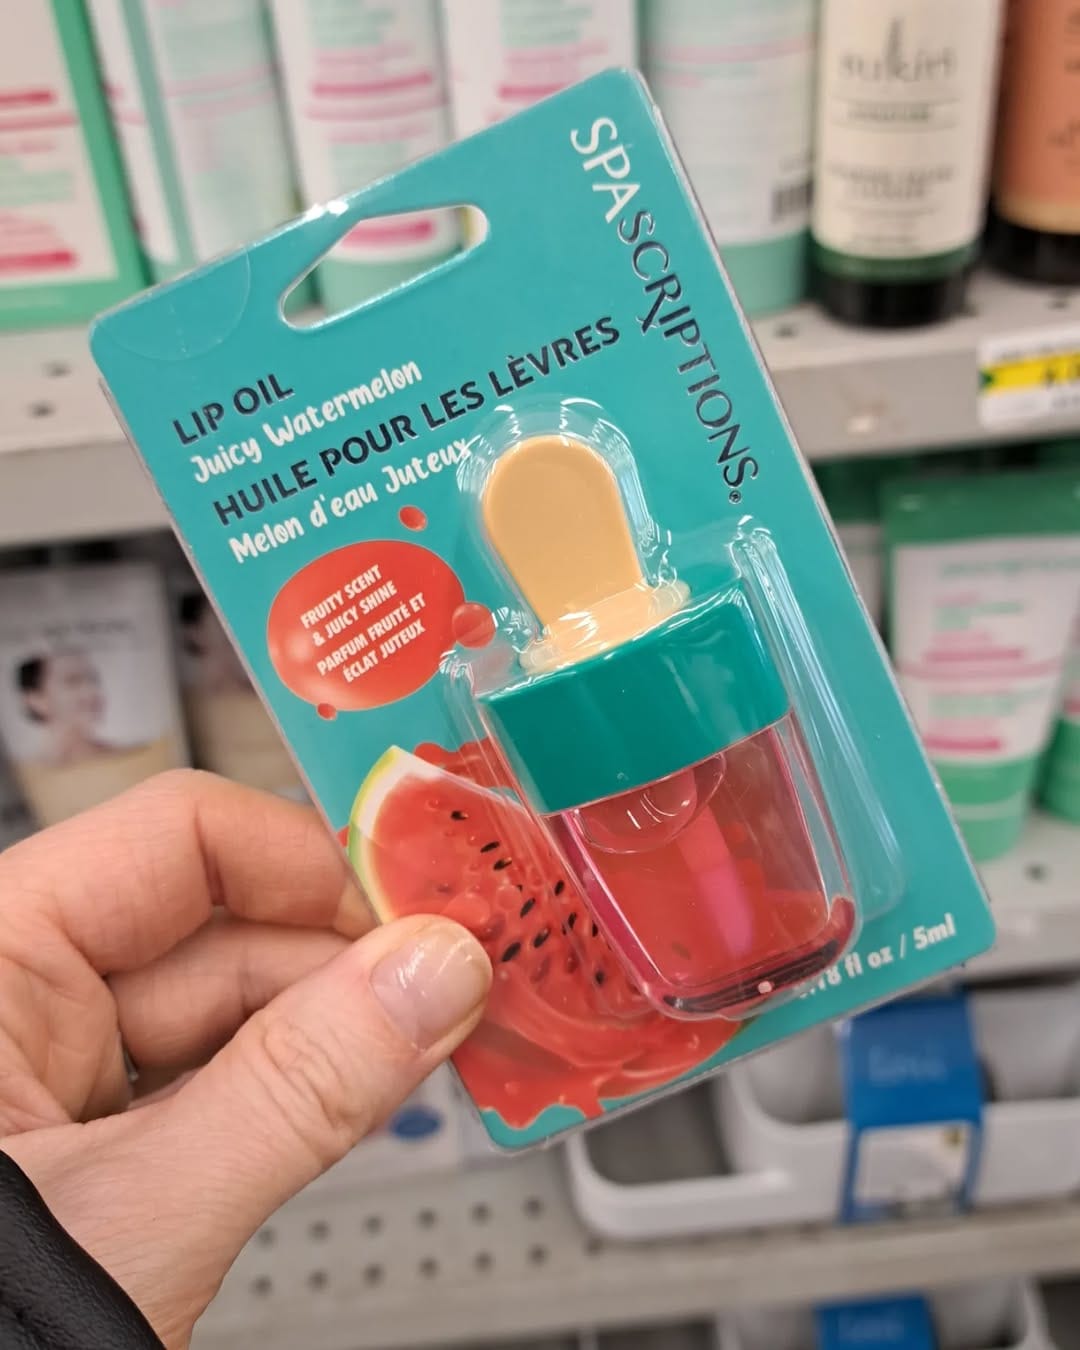 SPASCRIPTIONS®
LIP OIL
Juicy Watermelon
HUILE POUR LES LÈVRES
Melon d'eau Juteux
FRUITY SCENT
& JUICY SHINE
PARFUM FRUITÉ ET
ÉCLAT JUTEUX
fl oz / 5ml
sukin